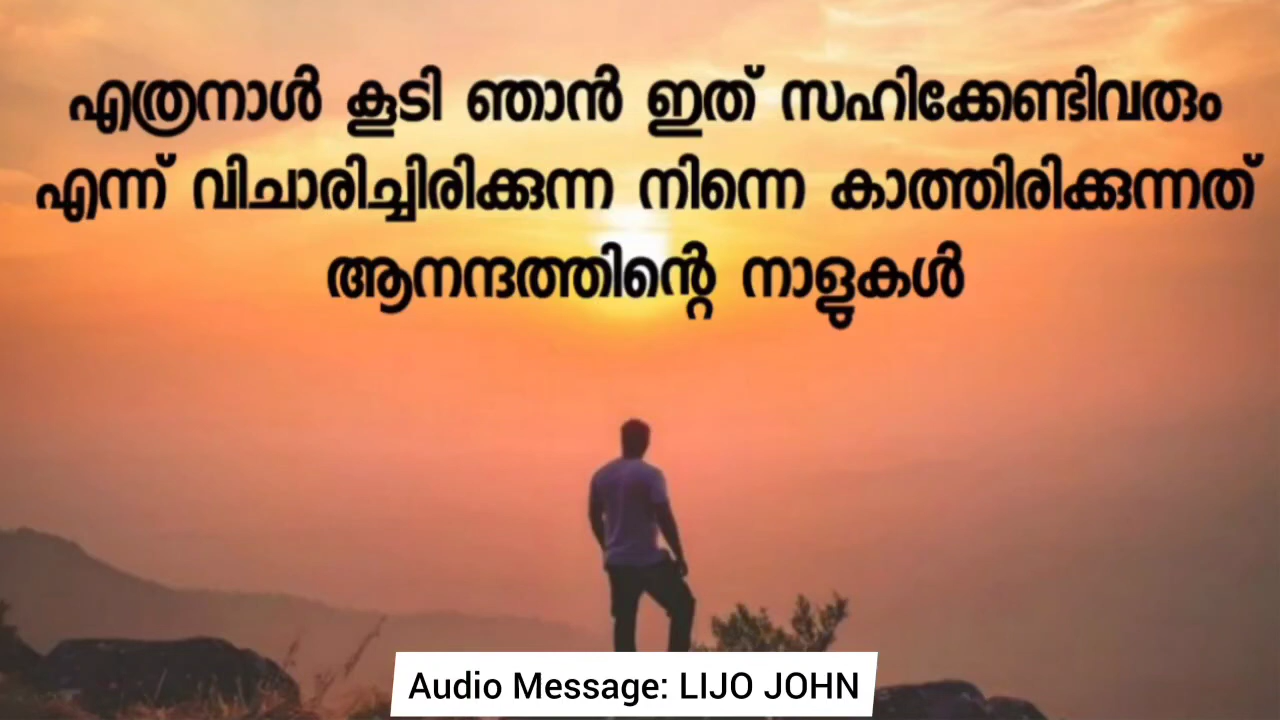 എത്രനാൾ കൂടി ഞാൻ ഇത് സഹിക്കേണ്ടിവരും
എന്ന് വിചാരിച്ചിരിക്കുന്ന നിന്നെ കാത്തിരിക്കുന്നത്
ആനന്ദത്തിന്റെ നാളുകൾ
Audio Message: LIJO JOHN